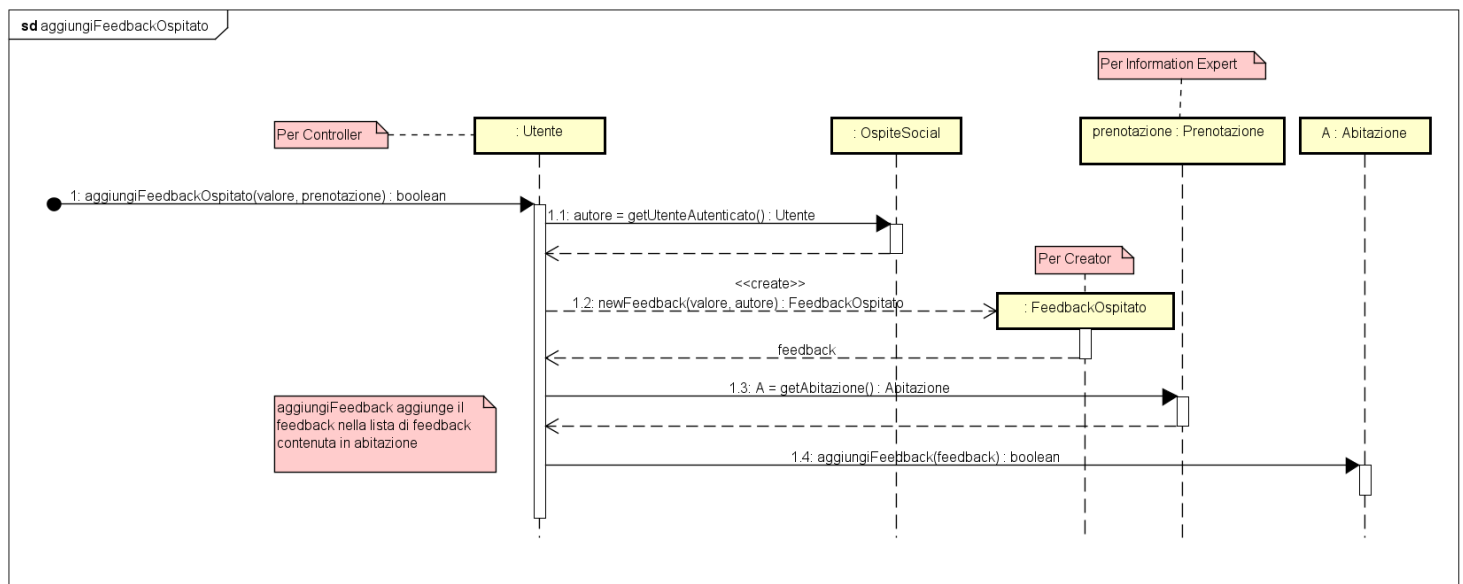 sd aggiungiFeedbackOspitato
Per Information Expert
Per Controller
: Utente
: OspiteSocial
prenotazione : Prenotazione
A : Abitazione
1: aggiungiFeedbackOspitato(valore, prenotazione) : boolean
1.1: autore = getUtenteAutenticato() : Utente
Per Creator
<<create>>
1.2: newFeedback(valore, autore) : FeedbackOspitato
: FeedbackOspitato
feedback
1.3: A = getAbitazione() : Abitazione
aggiungiFeedback aggiunge il
feedback nella lista di feedback
contenuta in abitazione
1.4: aggiungiFeedback(feedback) : boolean